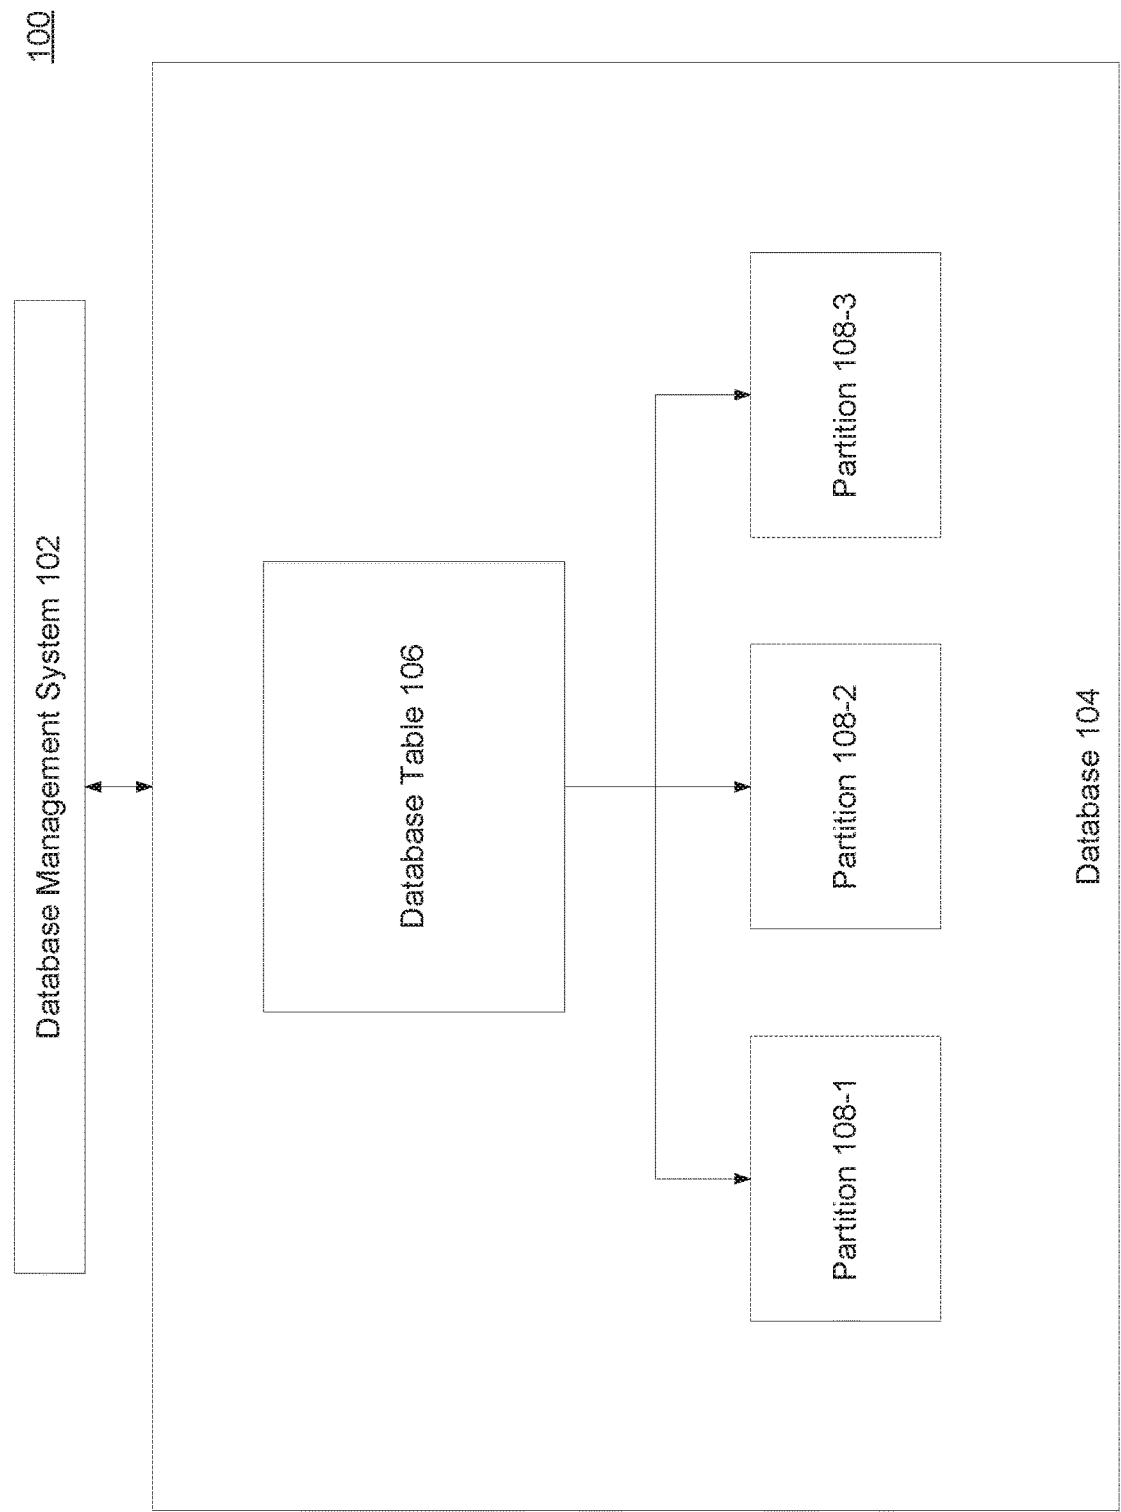 100
Database Management System 102
Database Table 106
Partition 108-1
Partition 108-2
Partition 108-3
Database 104